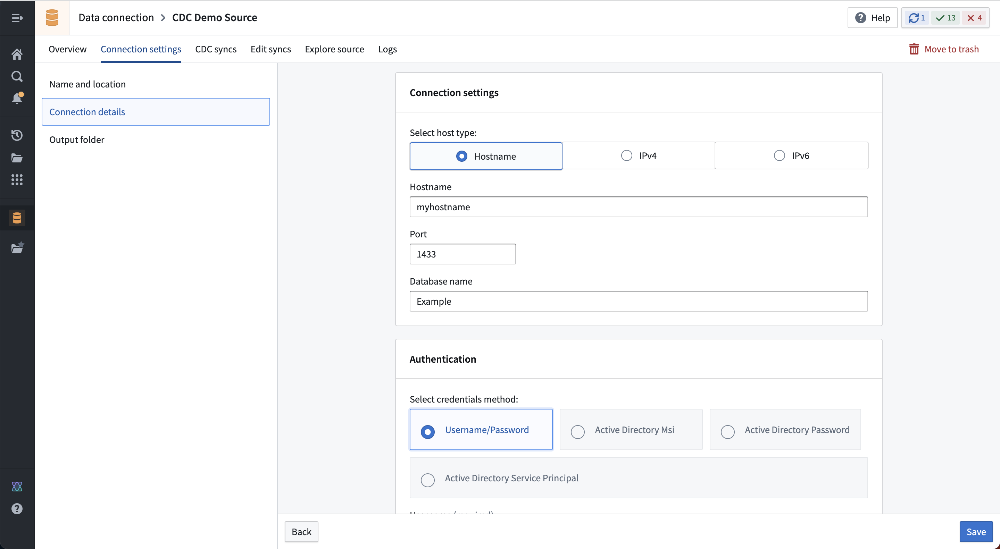 Data connection > CDC Demo Source
Help
1
13
4
Overview
Connection settings
CDC syncs
Edit syncs
Explore source
Logs
Move to trash
Name and location
Connection details
Output folder
Connection settings
Select host type:
Hostname
IPv4
IPv6
Hostname
myhostname
Port
1433
Database name
Example
Authentication
Select credentials method:
Username/Password
Active Directory Msi
Active Directory Password
Active Directory Service Principal
Back
Save